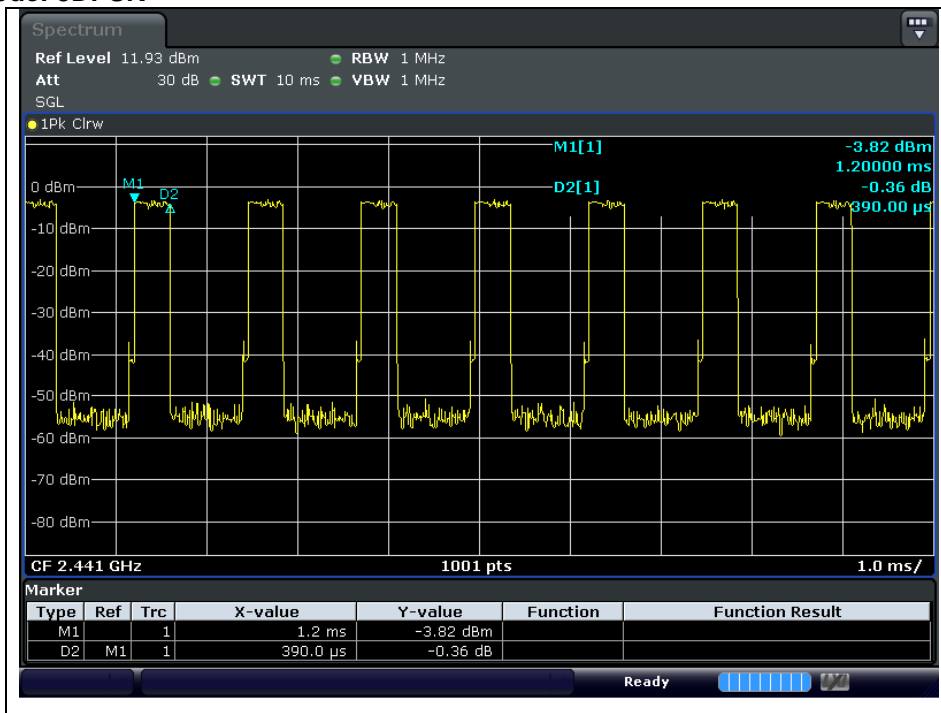 Spectrum
Ref Level 11.93 dBm RBW 1 MHz
Att 30 dB SWT 10 ms VBW 1 MHz
SGL
1Pk Clrw
M1[1] -3.82 dBm
1.20000 ms
D2[1] -0.36 dB
390.00 µs
M1
D2
0 dBm
-10 dBm
-20 dBm
-30 dBm
-40 dBm
-50 dBm
-60 dBm
-70 dBm
-80 dBm
CF 2.441 GHz 1001 pts 1.0 ms/
Marker
Type Ref Trc X-value Y-value Function Function Result
M1 1 1.2 ms -3.82 dBm
D2 M1 1 390.0 µs -0.36 dB
Ready